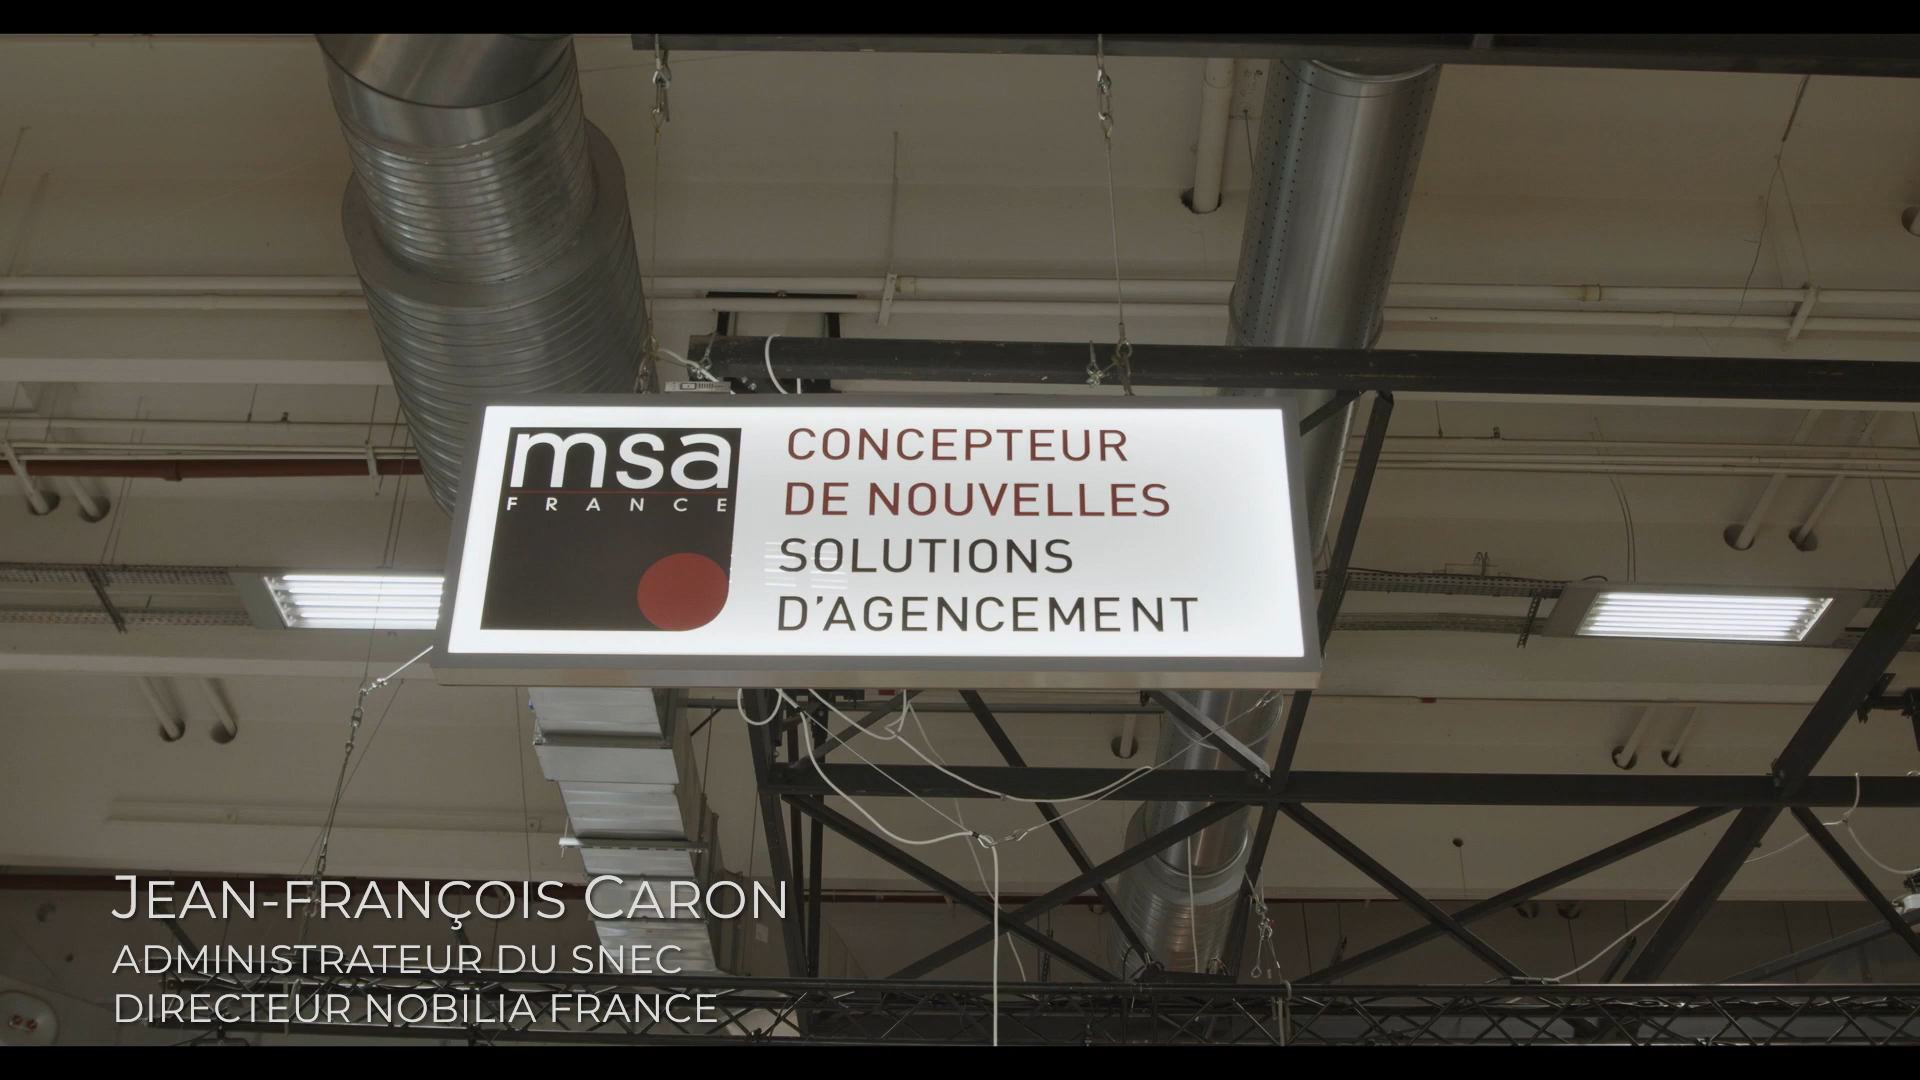 msa
FRANCE
CONCEPTEUR
DE NOUVELLES
SOLUTIONS
D'AGENCEMENT
JEAN-FRANÇOIS CARON
ADMINISTRATEUR DU SNEC
DIRECTEUR NOBILIA FRANCE